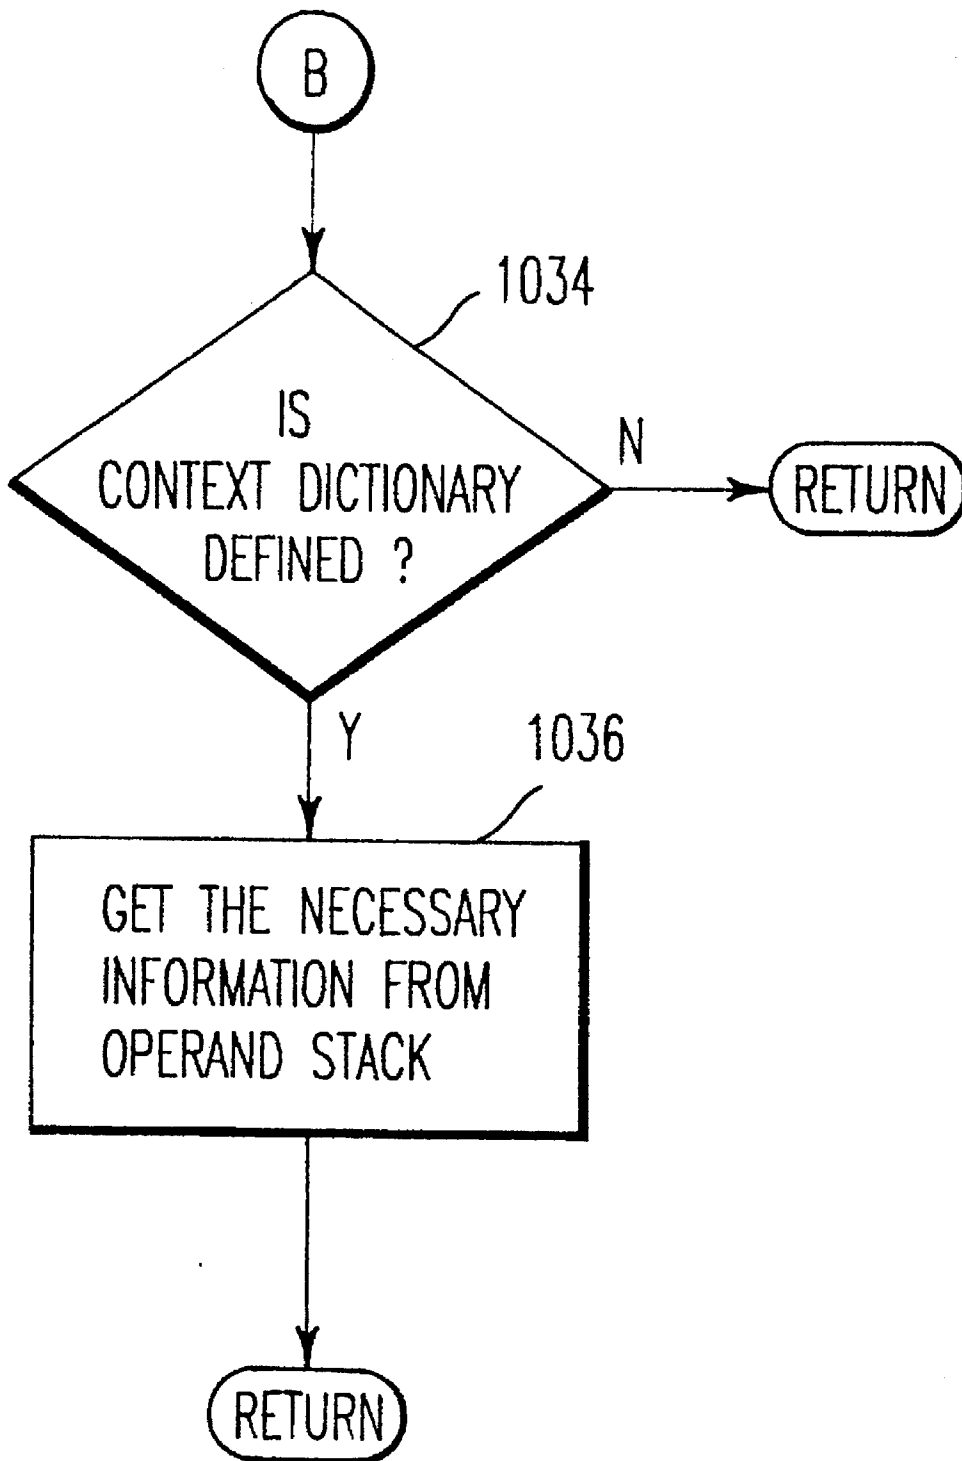 B
1034
IS
CONTEXT DICTIONARY
DEFINED ?
N
RETURN
Y
1036
GET THE NECESSARY
INFORMATION FROM
OPERAND STACK
RETURN